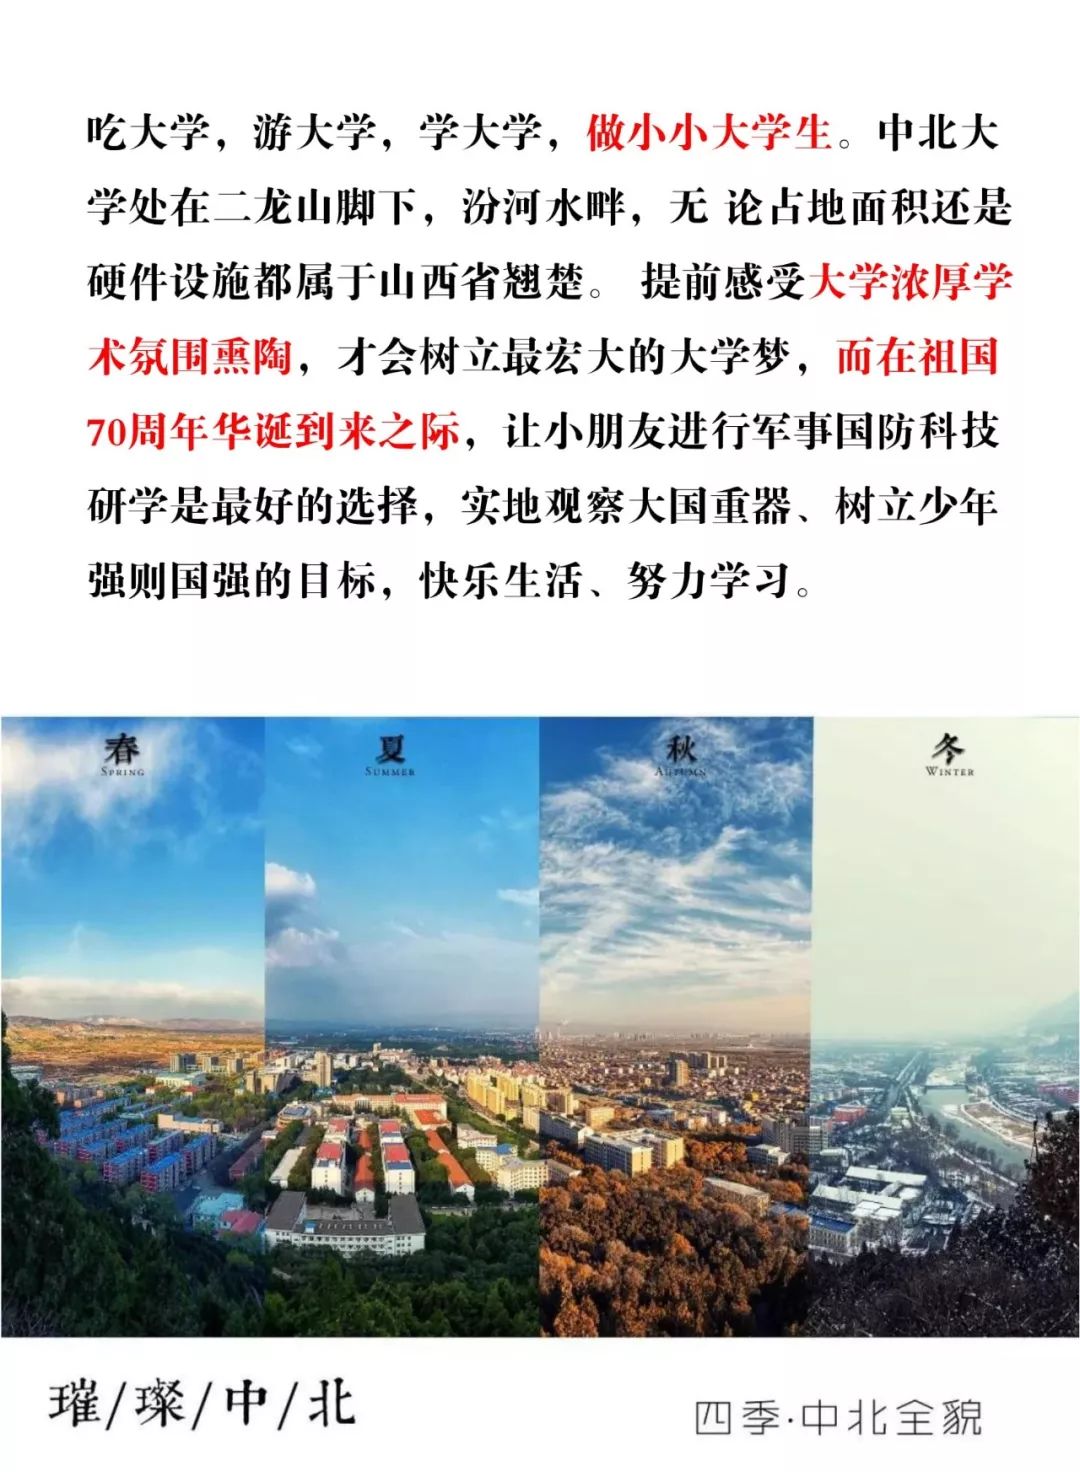 吃大学，游大学，学大学，做小小大学生。中北大
学处在二龙山脚下，汾河水畔，无 论占地面积还是
硬件设施都属于山西省翘楚。 提前感受大学浓厚学
术氛围熏陶，才会树立最宏大的大学梦，而在祖国
70周年华诞到来之际，让小朋友进行军事国防科技
研学是最好的选择，实地观察大国重器、树立少年
强则国强的目标，快乐生活、努力学习。
春
SPRING
夏
SUMMER
秋
AUTUMN
冬
WINTER
璀/璨/中/北
四季·中北全貌